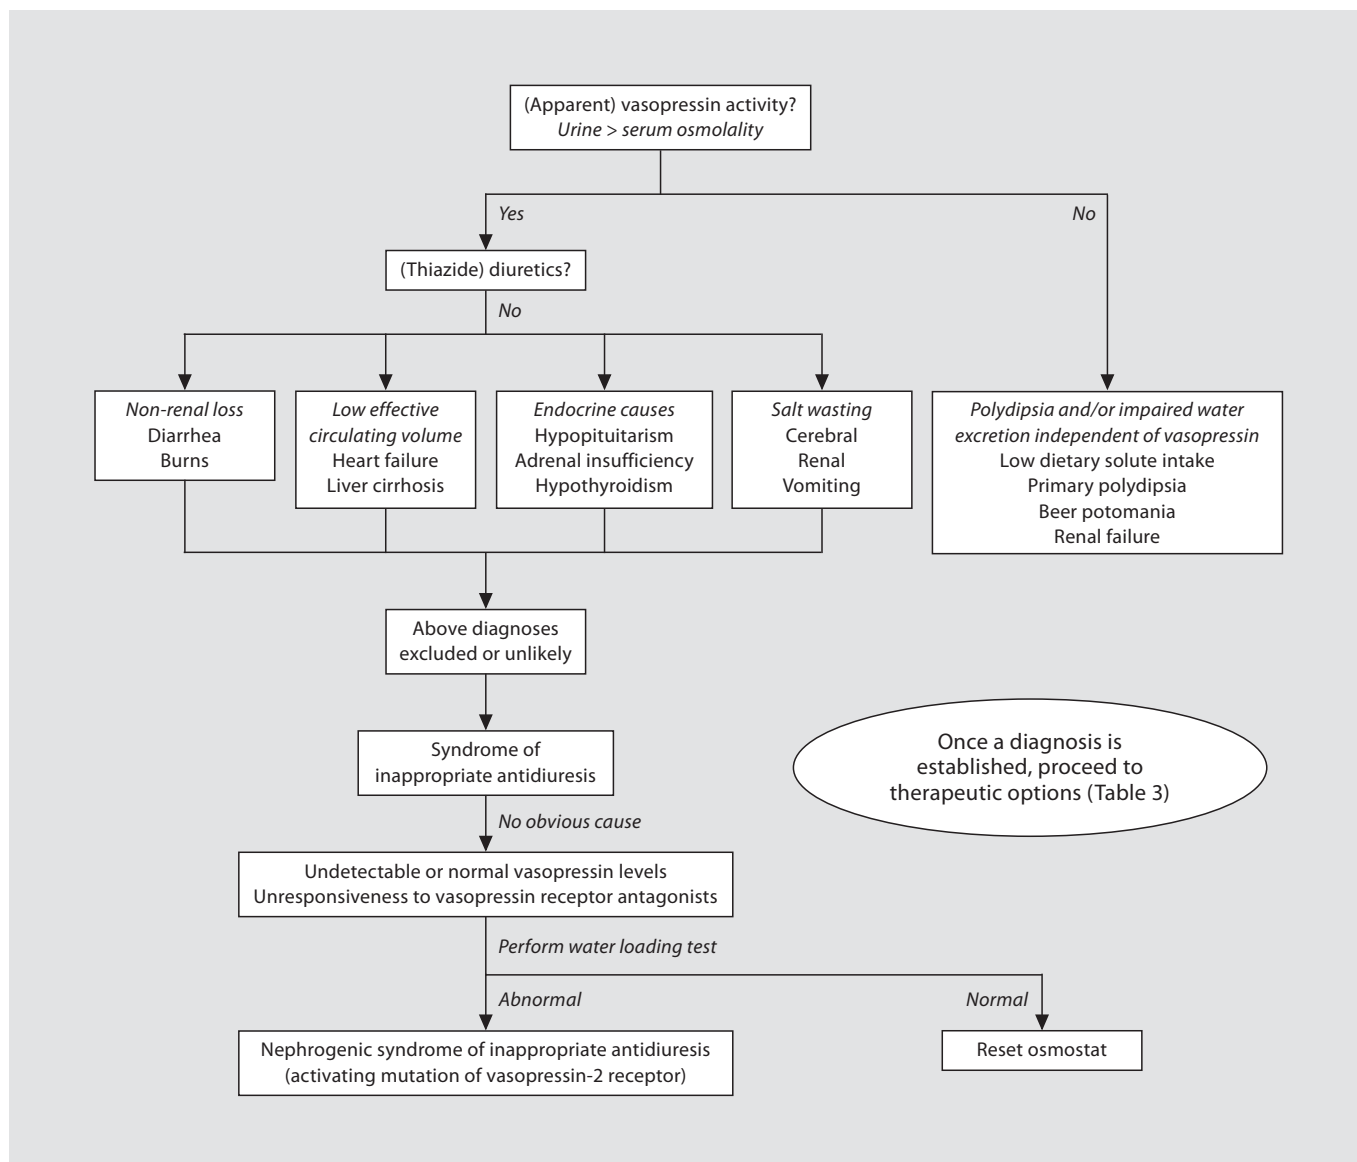 (Apparent) vasopressin activity?
Urine > serum osmolality
Yes
No
(Thiazide) diuretics?
No
Non-renal loss
Diarrhea
Burns
Low effective
circulating volume
Heart failure
Liver cirrhosis
Endocrine causes
Hypopituitarism
Adrenal insufficiency
Hypothyroidism
Salt wasting
Cerebral
Renal
Vomiting
Polydipsia and/or impaired water
excretion independent of vasopressin
Low dietary solute intake
Primary polydipsia
Beer potomania
Renal failure
Above diagnoses
excluded or unlikely
Syndrome of
inappropriate antidiuresis
Once a diagnosis is
established, proceed to
therapeutic options (Table 3)
No obvious cause
Undetectable or normal vasopressin levels
Unresponsiveness to vasopressin receptor antagonists
Perform water loading test
Abnormal
Normal
Nephrogenic syndrome of inappropriate antidiuresis
(activating mutation of vasopressin-2 receptor)
Reset osmostat